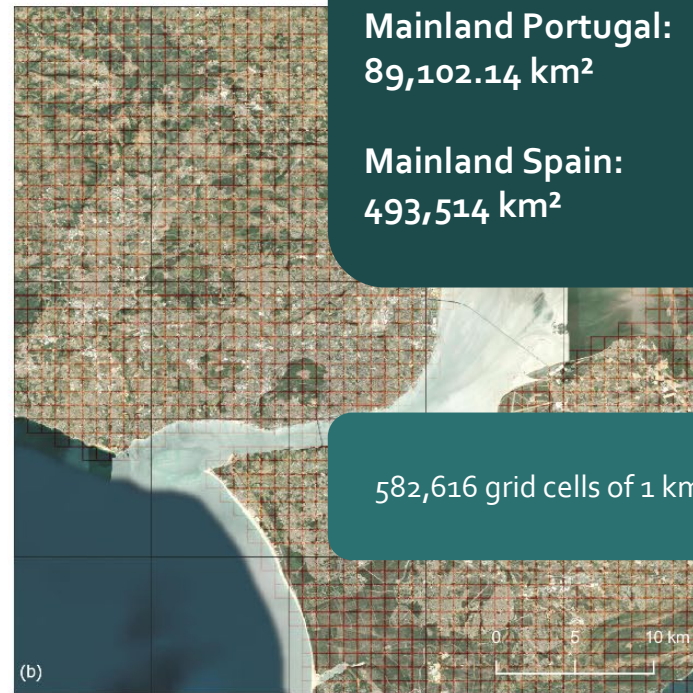 Mainland Portugal:
89,102.14 km²
Mainland Spain:
493,514 km²
582,616 grid cells of 1 km
0 5 10 km
(b)